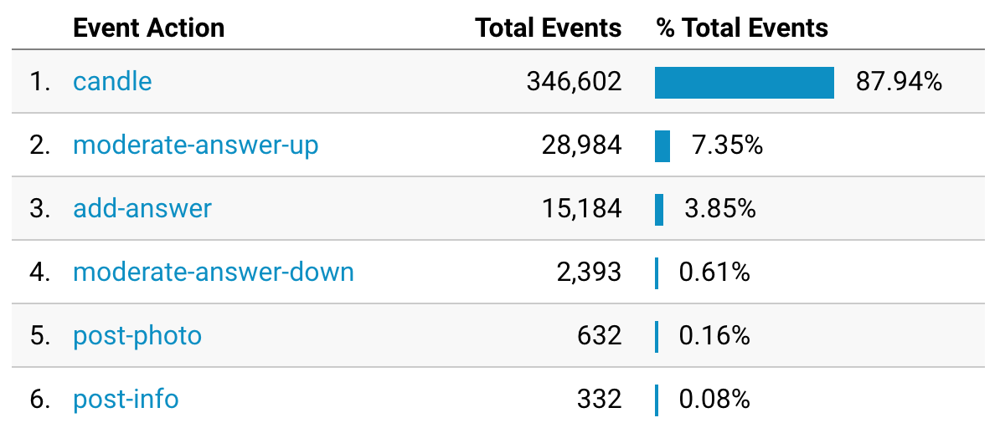 Event Action Total Events % Total Events
1. candle 346,602 87.94%
2. moderate-answer-up 28,984 7.35%
3. add-answer 15,184 3.85%
4. moderate-answer-down 2,393 0.61%
5. post-photo 632 0.16%
6. post-info 332 0.08%